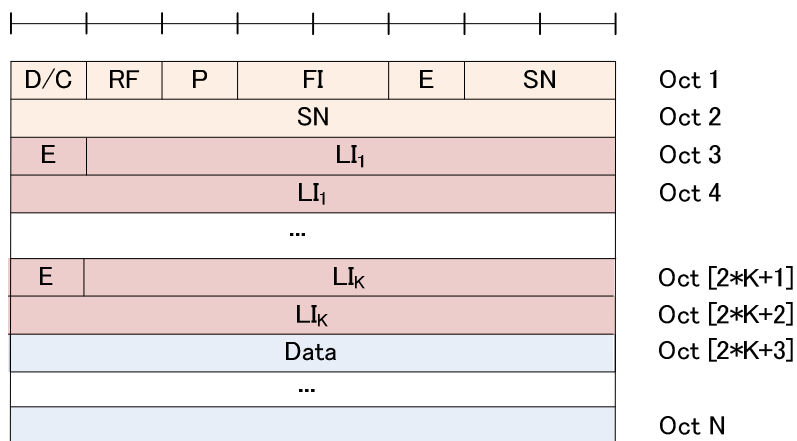 D/C RF P FI E SN Oct 1
SN Oct 2
E LI₁ Oct 3
LI₁ Oct 4
...
E LIK Oct [2*K+1]
LIK Oct [2*K+2]
Data Oct [2*K+3]
...
Oct N